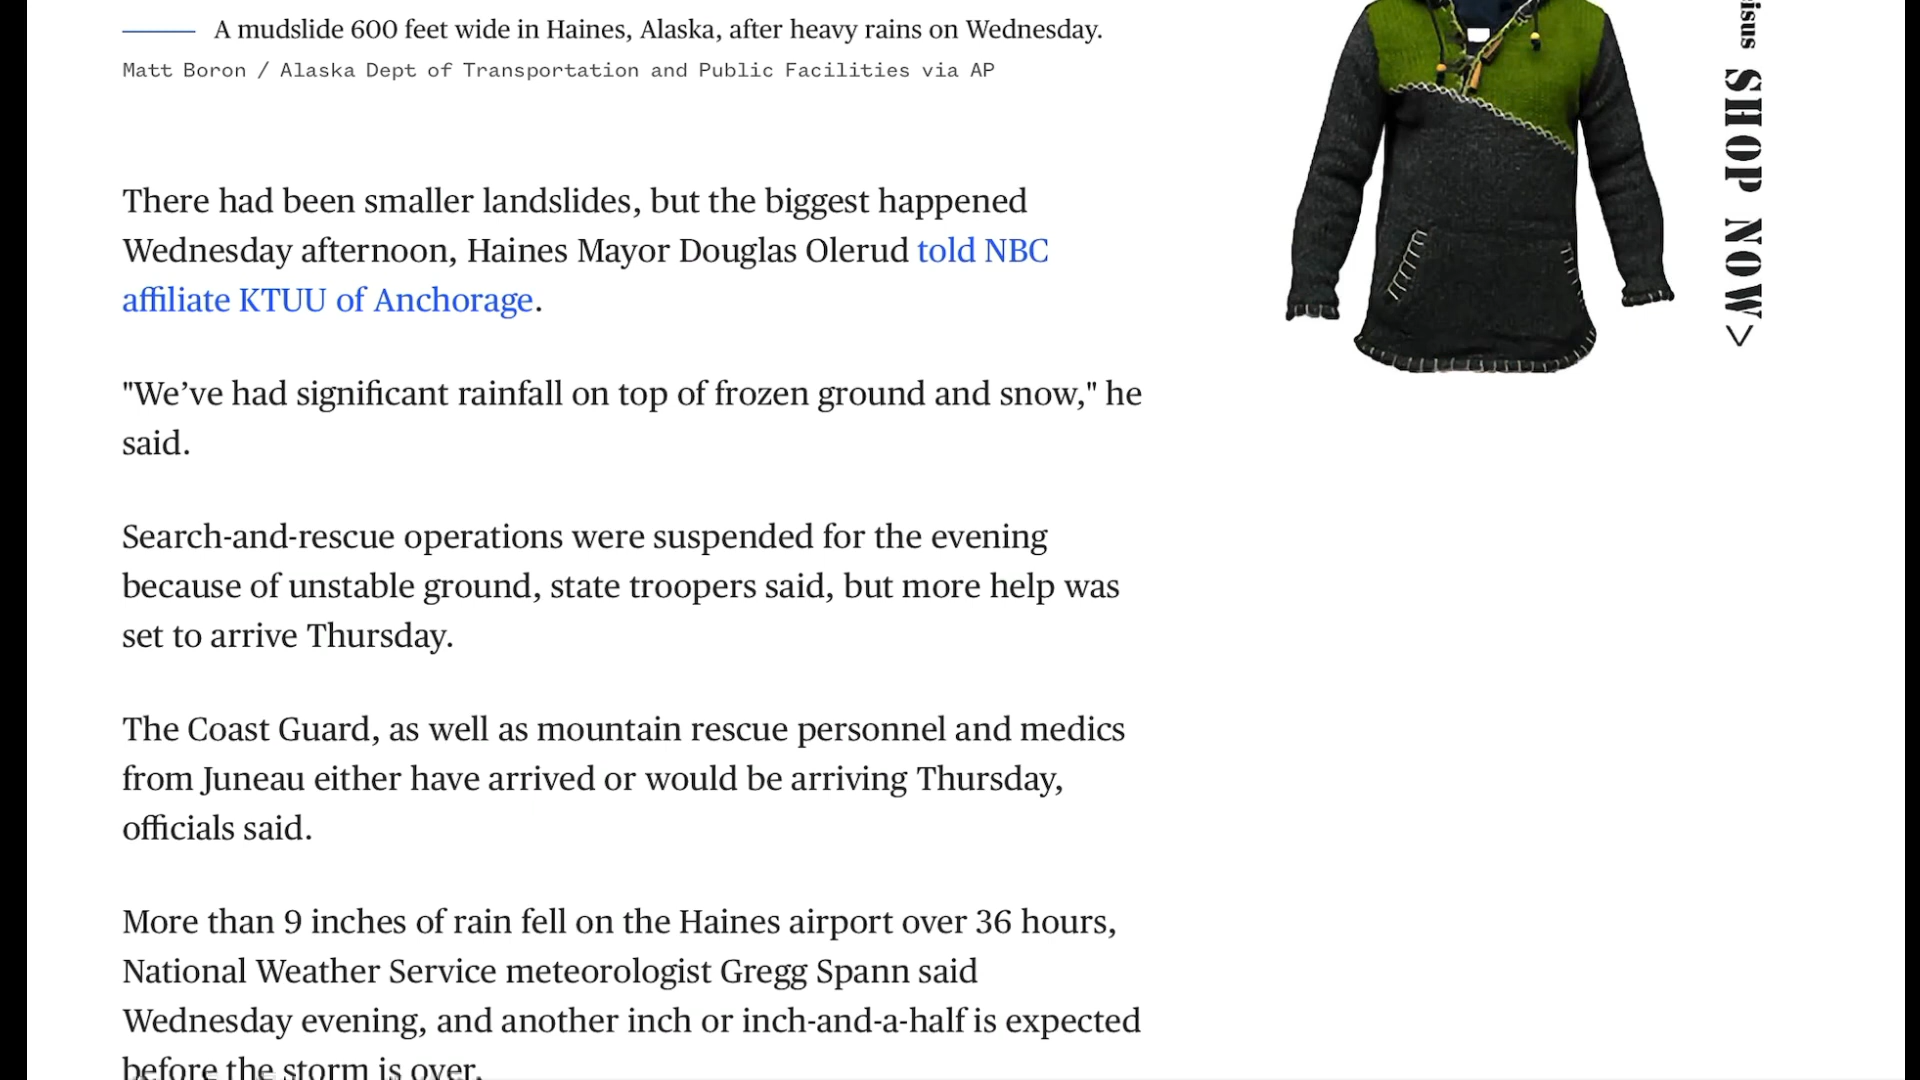 A mudslide 600 feet wide in Haines, Alaska, after heavy rains on Wednesday.
Matt Boron / Alaska Dept of Transportation and Public Facilities via AP
There had been smaller landslides, but the biggest happened
Wednesday afternoon, Haines Mayor Douglas Olerud told NBC
affiliate KTUU of Anchorage.
"We’ve had significant rainfall on top of frozen ground and snow," he
said.
Search-and-rescue operations were suspended for the evening
because of unstable ground, state troopers said, but more help was
set to arrive Thursday.
The Coast Guard, as well as mountain rescue personnel and medics
from Juneau either have arrived or would be arriving Thursday,
officials said.
More than 9 inches of rain fell on the Haines airport over 36 hours,
National Weather Service meteorologist Gregg Spann said
Wednesday evening, and another inch or inch-and-a-half is expected
before the storm is over.
SHOP NOW>